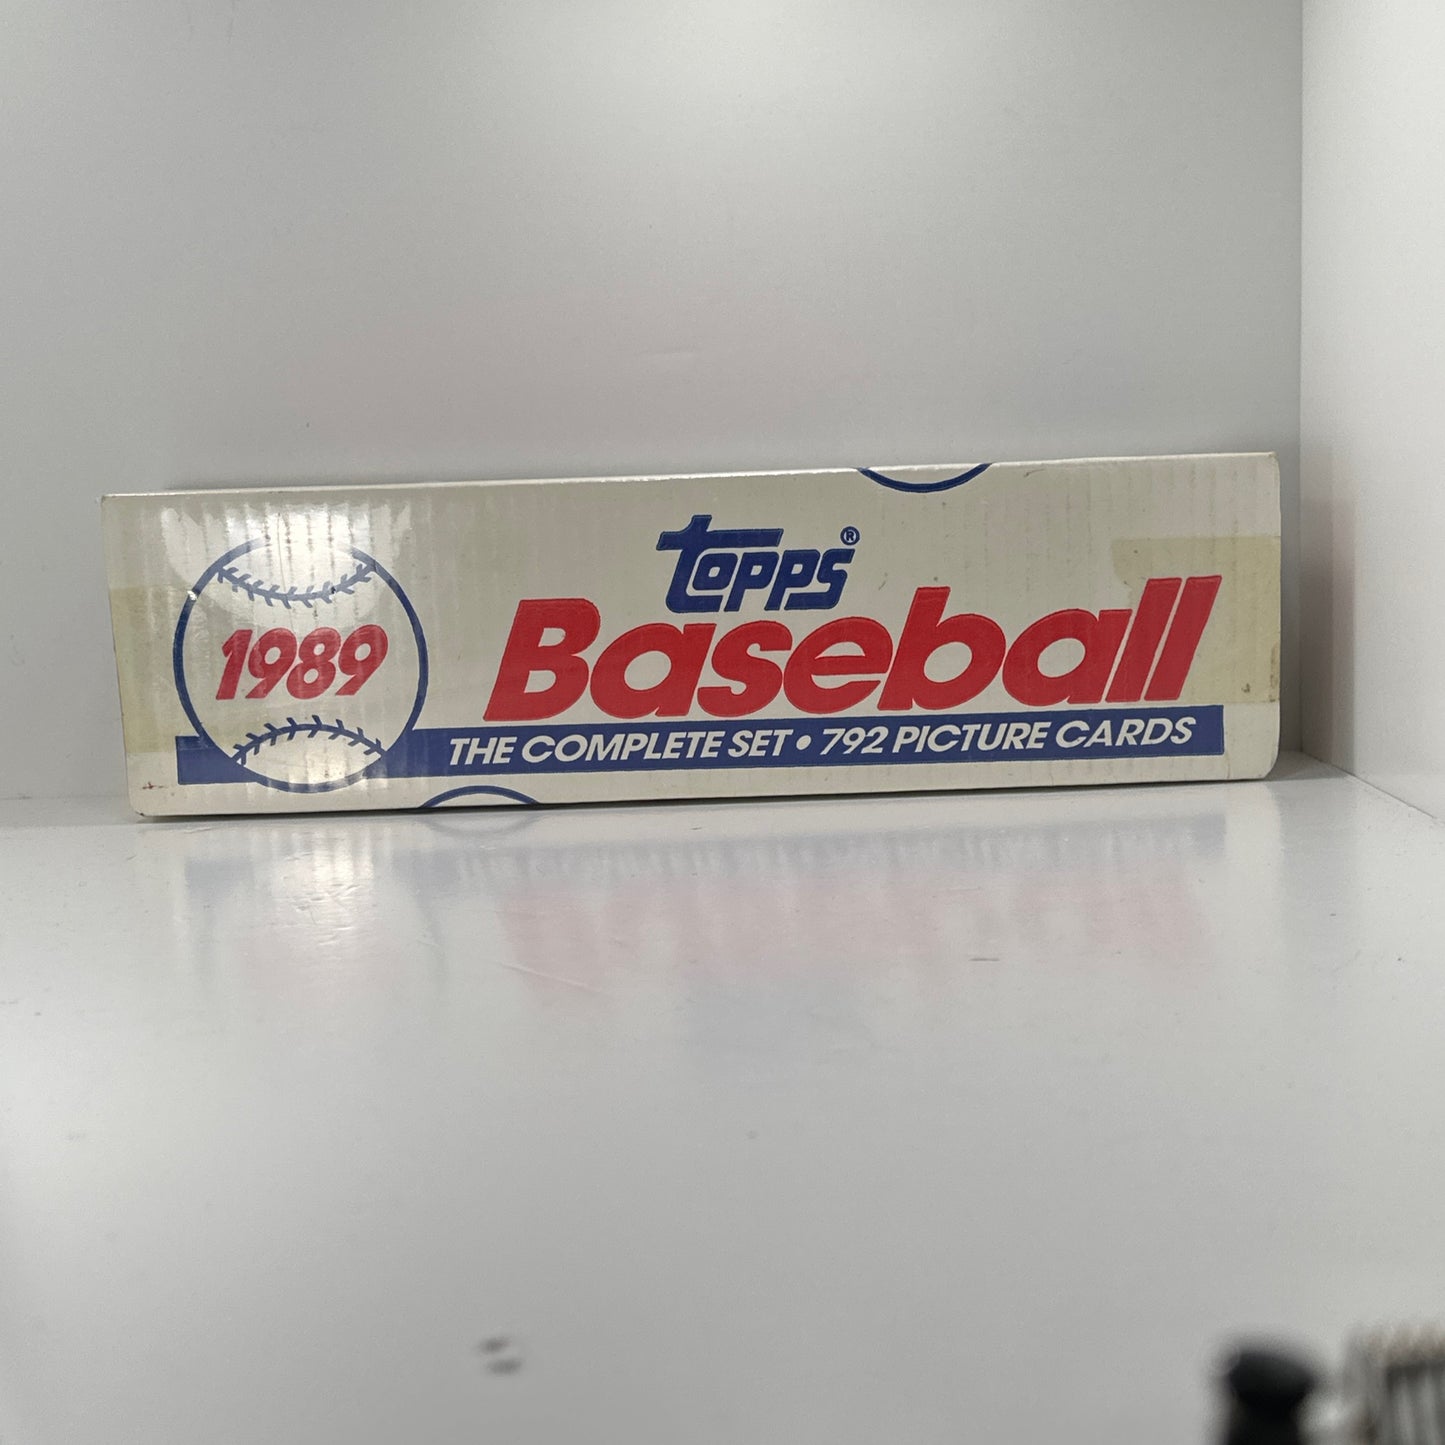 1989
TOPPS®
Baseball
THE COMPLETE SET • 792 PICTURE CARDS